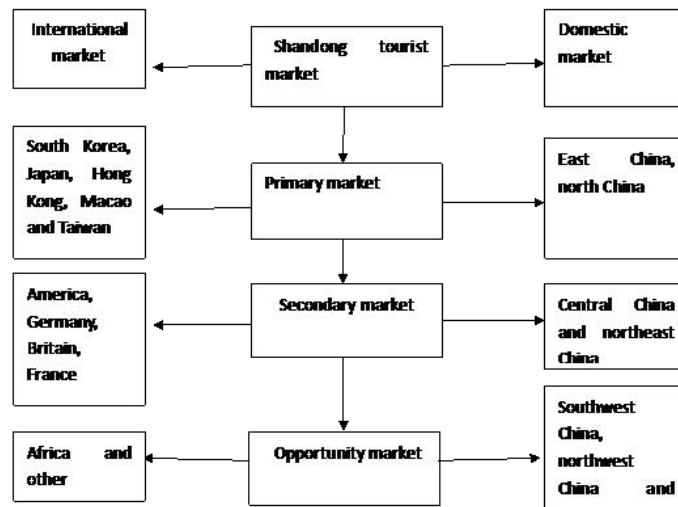 International
market
Shandong tourist
market
Domestic
market
South Korea,
Japan, Hong
Kong, Macao
and Taiwan
Primary market
East China,
north China
America,
Germany,
Britain,
France
Secondary market
Central China
and northeast
China
Africa and
other
Opportunity market
Southwest
China,
northwest
China and